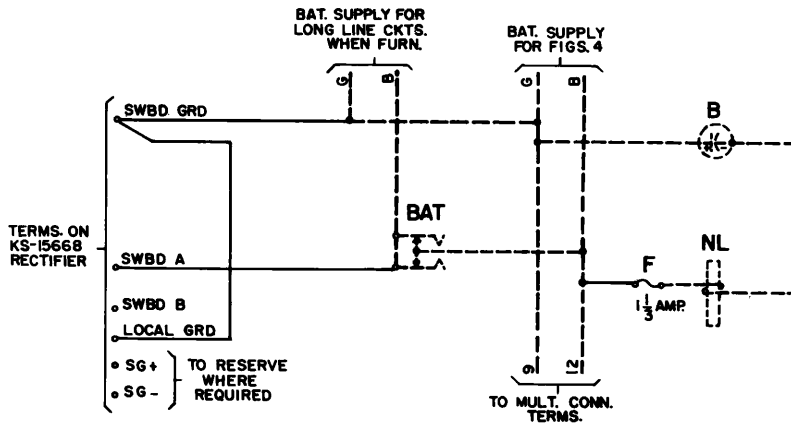 BAT. SUPPLY FOR
LONG LINE CKTS.
WHEN FURN.
BAT. SUPPLY
FOR FIGS. 4
G
B
G
B
SWBD GRD
B
BAT
TERMS. ON
KS-15668
RECTIFIER
SWBD A
NL
F
1 1/3 AMP.
SWBD B
LOCAL GRD
SG+
SG-
TO RESERVE
WHERE
REQUIRED
9
12
TO MULT. CONN.
TERMS.